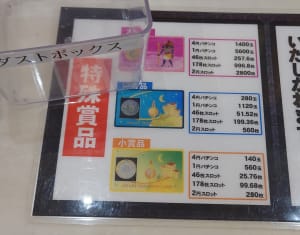 ダストボックス
特殊賞品
4円パチンコ 1400玉
1円パチンコ 5600玉
46枚スロット 257.6枚
178枚スロット 996.8枚
2円スロット 2800枚
4円パチンコ 280玉
1円パチンコ 1120玉
46枚スロット 51.52枚
178枚スロット 199.36枚
2円スロット 560枚
小賞品
4円パチンコ 140玉
1円パチンコ 560玉
46枚スロット 25.76枚
178枚スロット 99.68枚
2円スロット 280枚
いた